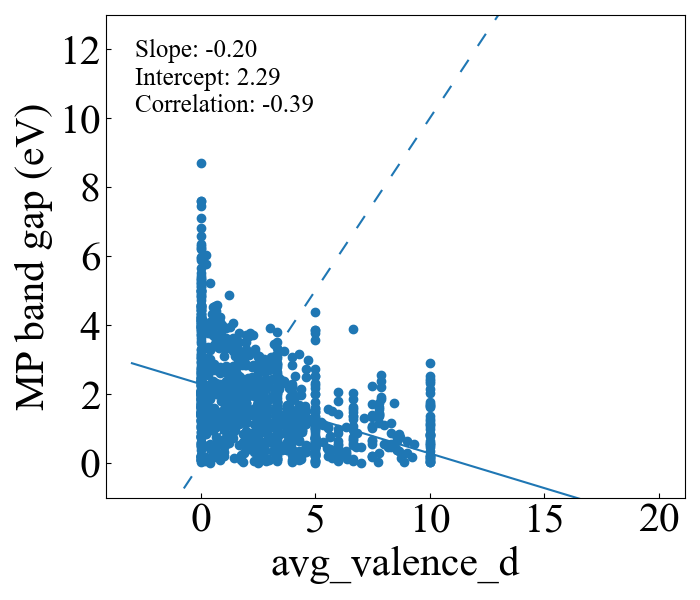 Slope: -0.20
Intercept: 2.29
Correlation: -0.39
MP band gap (eV)
12
10
8
6
4
2
0
0 5 10 15 20
avg_valence_d